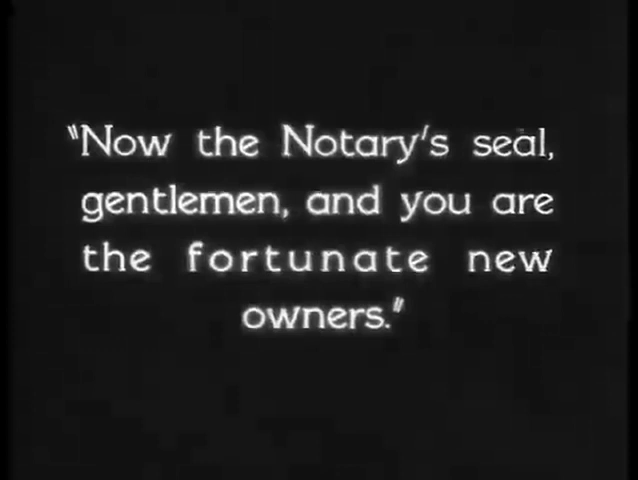 "Now the Notary's seal,
gentlemen, and you are
the fortunate new
owners."